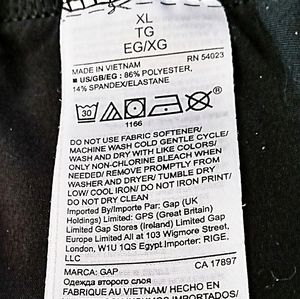 XL
TG
EG/XG
MADE IN VIETNAM RN 54023
■ US/GB/EG : 86% POLYESTER,
14% SPANDEX/ELASTANE
30
1166
DO NOT USE FABRIC SOFTENER/
MACHINE WASH COLD GENTLE CYCLE/
WASH AND DRY WITH LIKE COLORS/
ONLY NON-CHLORINE BLEACH WHEN
NEEDED/ REMOVE PROMPTLY FROM
WASHER AND DRYER/ TUMBLE DRY
LOW/ COOL IRON/ DO NOT IRON PRINT/
DO NOT DRY CLEAN
Imported By/Importe Par: Gap (UK
Holdings) Limited: GPS (Great Britain)
Limited Gap Stores (Ireland) Limited Gap
Europe Limited All at 103 Wigmore Street,
London, W1U 1QS Egypt Importer: RIGE,
LLC
MARCA: GAP CA 17897
Одежда второго слоя
FABRIQUÉ AU VIETNAM/ HECHO EN